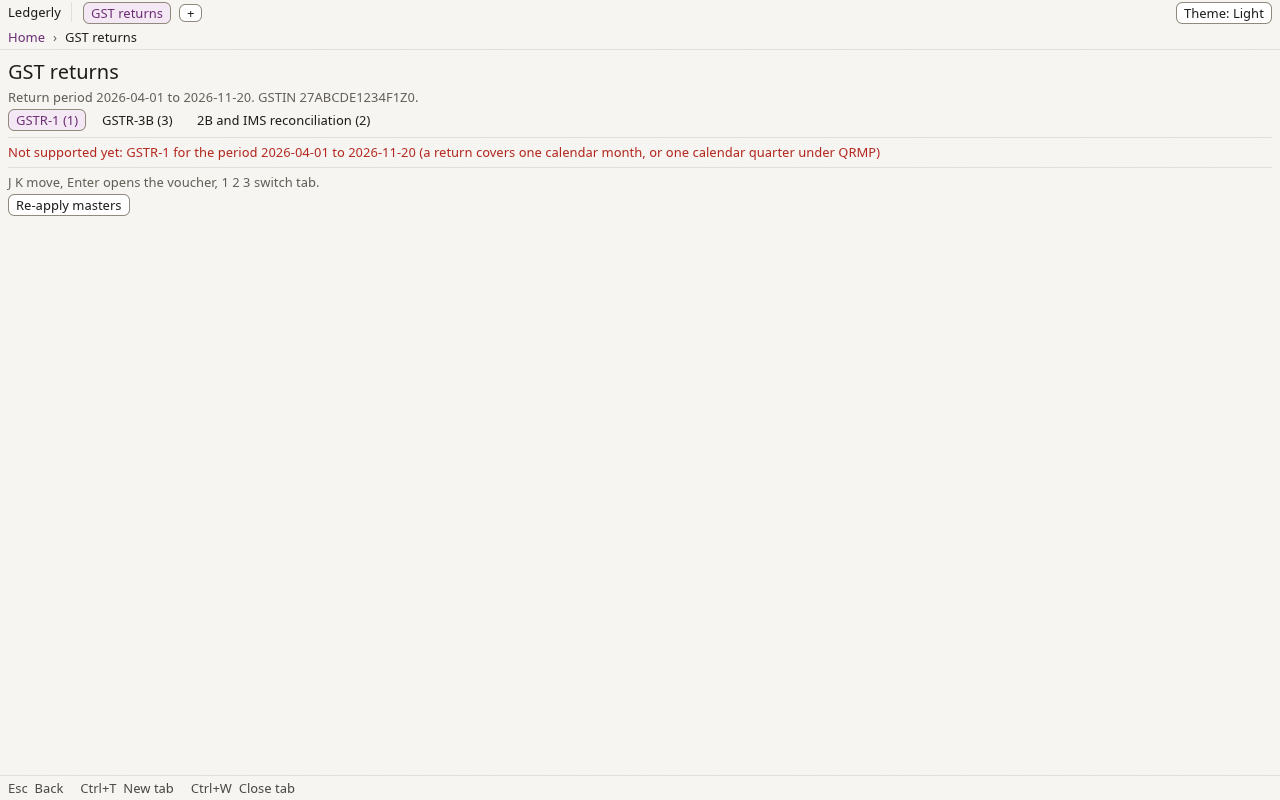 Ledgerly GST returns + Theme: Light
Home › GST returns
GST returns
Return period 2026-04-01 to 2026-11-20. GSTIN 27ABCDE1234F1Z0.
GSTR-1 (1) GSTR-3B (3) 2B and IMS reconciliation (2)
Not supported yet: GSTR-1 for the period 2026-04-01 to 2026-11-20 (a return covers one calendar month, or one calendar quarter under QRMP)
J K move, Enter opens the voucher, 1 2 3 switch tab.
Re-apply masters
Esc Back Ctrl+T New tab Ctrl+W Close tab